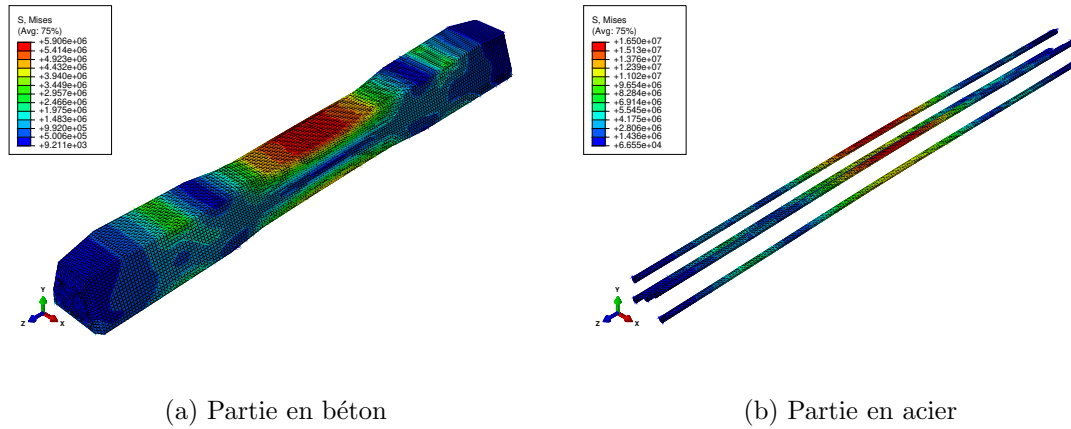 S, Mises
(Avg: 75%)
+5.906e+06
+5.414e+06
+4.923e+06
+4.432e+06
+3.940e+06
+3.449e+06
+2.957e+06
+2.466e+06
+1.975e+06
+1.483e+06
+9.920e+05
+5.006e+05
+9.211e+03
Y
Z
X
(a) Partie en béton
S, Mises
(Avg: 75%)
+1.650e+07
+1.513e+07
+1.376e+07
+1.239e+07
+1.102e+07
+9.654e+06
+8.284e+06
+6.914e+06
+5.545e+06
+4.175e+06
+2.806e+06
+1.436e+06
+6.655e+04
Y
Z
X
(b) Partie en acier